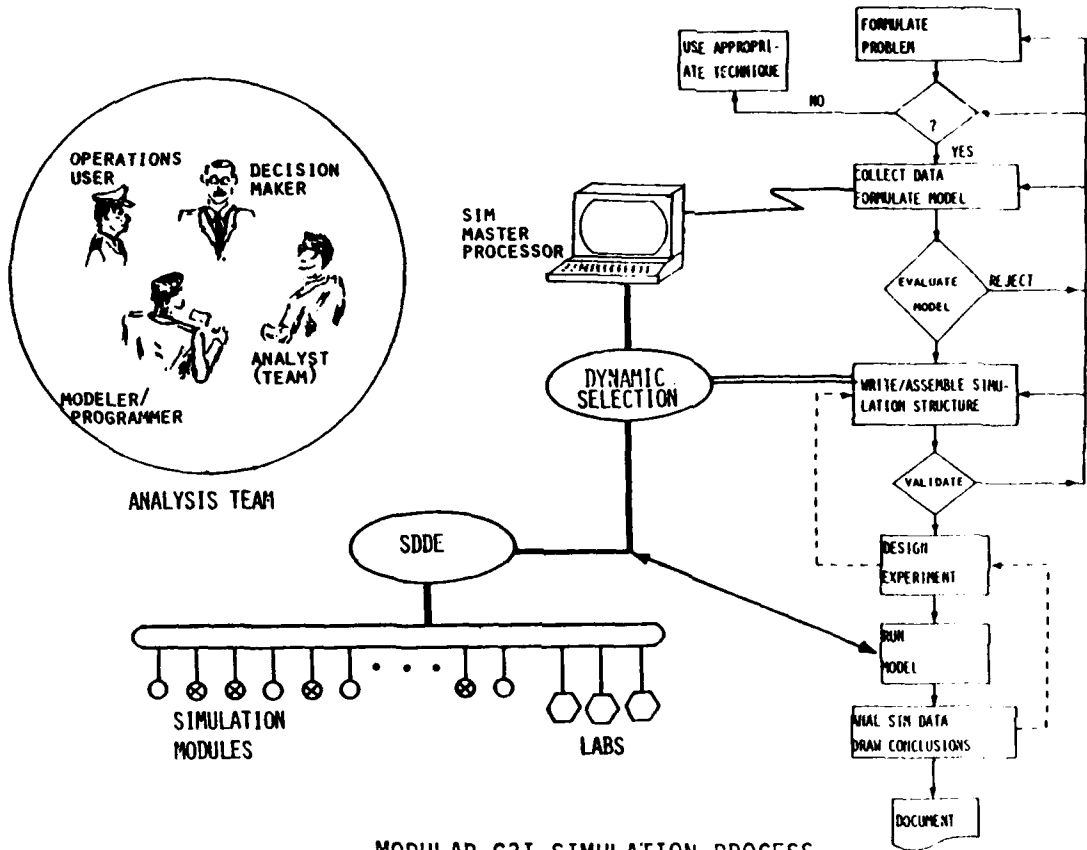 OPERATIONS
USER
DECISION
MAKER
ANALYST
(TEAM)
MODELER/
PROGRAMMER
ANALYSIS TEAM
SIM
MASTER
PROCESSOR
DYNAMIC
SELECTION
SDDE
SIMULATION
MODULES
LABS
FORMULATE
PROBLEM
USE APPROPRI-
ATE TECHNIQUE
NO
?
YES
COLLECT DATA
FORMULATE MODEL
EVALUATE
MODEL
REJECT
WRITE/ASSEMBLE SIMU-
LATION STRUCTURE
VALIDATE
DESIGN
EXPERIMENT
RUN
MODEL
ANAL SIM DATA
DRAW CONCLUSIONS
DOCUMENT
MODULAR C3I SIMULATION PROCESS